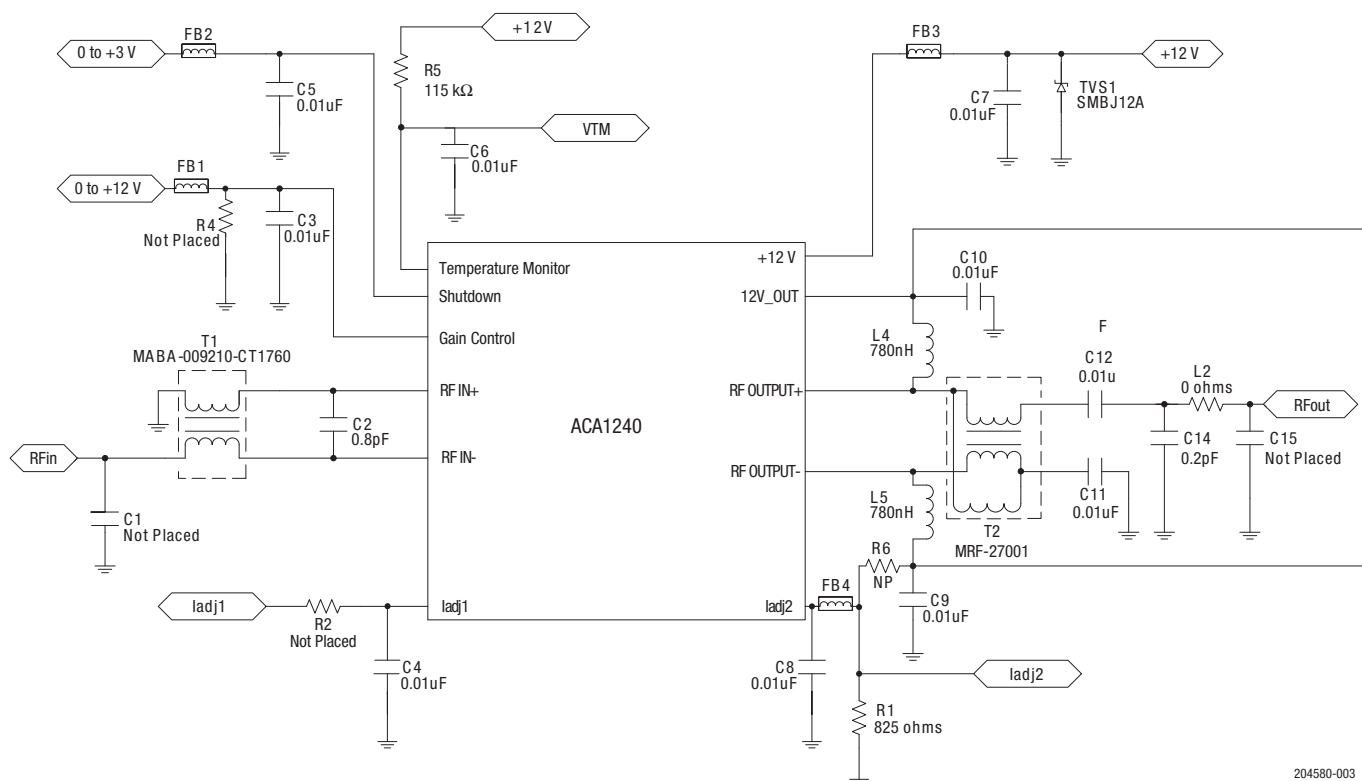 +12V
FB2
0 to +3 V
R5
115 kΩ
C5
0.01uF
VTM
C6
0.01uF
FB3
+12 V
C7
0.01uF
TVS1
SMBJ12A
FB1
0 to +12 V
R4
Not Placed
C3
0.01uF
Temperature Monitor
Shutdown
Gain Control
RF IN+
RF IN-
Iadj1
ACA1240
+12 V
12V_OUT
RF OUTPUT+
RF OUTPUT-
Iadj2
T1
MABA-009210-CT1760
C2
0.8pF
RFin
C1
Not Placed
Iadj1
R2
Not Placed
C4
0.01uF
C10
0.01uF
L4
780nH
F
C12
0.01u
L2
0 ohms
RFout
C14
0.2pF
C15
Not Placed
C11
0.01uF
L5
780nH
T2
MRF-27001
R6
NP
FB4
C9
0.01uF
C8
0.01uF
Iadj2
R1
825 ohms
204580-003